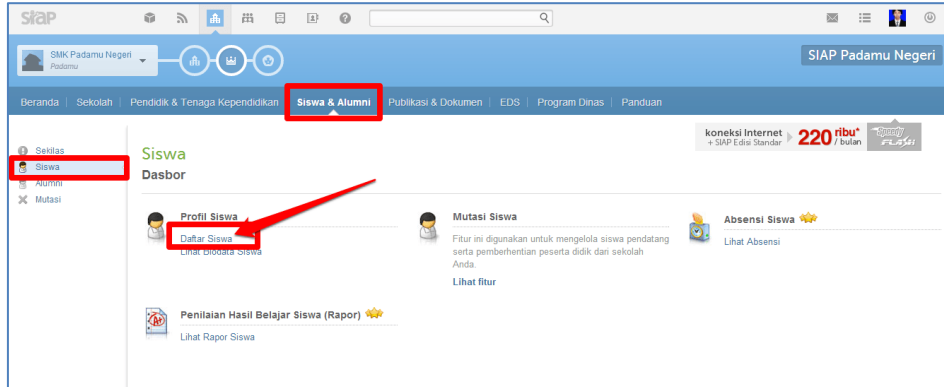 siap
SMK Padamu Negeri
Padamu
SIAP Padamu Negeri
Beranda | Sekolah | Pendidik & Tenaga Kependidikan Siswa & Alumni Publikasi & Dokumen | EDS | Program Dinas | Panduan
koneksi Internet
+ SIAP Edisi Standar
220 ribu*
/ bulan
Speedy
FLASH
Sekilas
Siswa
Alumni
Mutasi
Siswa
Dasbor
Profil Siswa
Daftar Siswa
Lihat Biodata Siswa
Mutasi Siswa
Fitur ini digunakan untuk mengelola siswa pendatang
serta pemberhentian peserta didik dari sekolah
Anda.
Lihat fitur
Absensi Siswa
Lihat Absensi
A+
Penilaian Hasil Belajar Siswa (Rapor)
Lihat Rapor Siswa